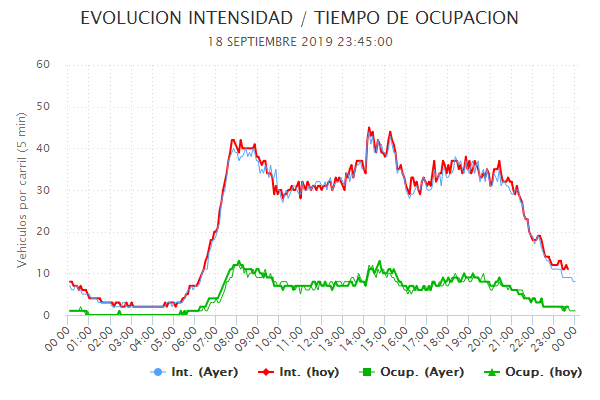 EVOLUCION INTENSIDAD / TIEMPO DE OCUPACION
18 SEPTIEMBRE 2019 23:45:00
Vehiculos por carril (5 min)
60
50
40
30
20
10
0
00:00 01:00 02:00 03:00 04:00 05:00 06:00 07:00 08:00 09:00 10:00 11:00 12:00 13:00 14:00 15:00 16:00 17:00 18:00 19:00 20:00 21:00 22:00 23:00 00:00
Int. (Ayer) Int. (hoy) Ocup. (Ayer) Ocup. (hoy)